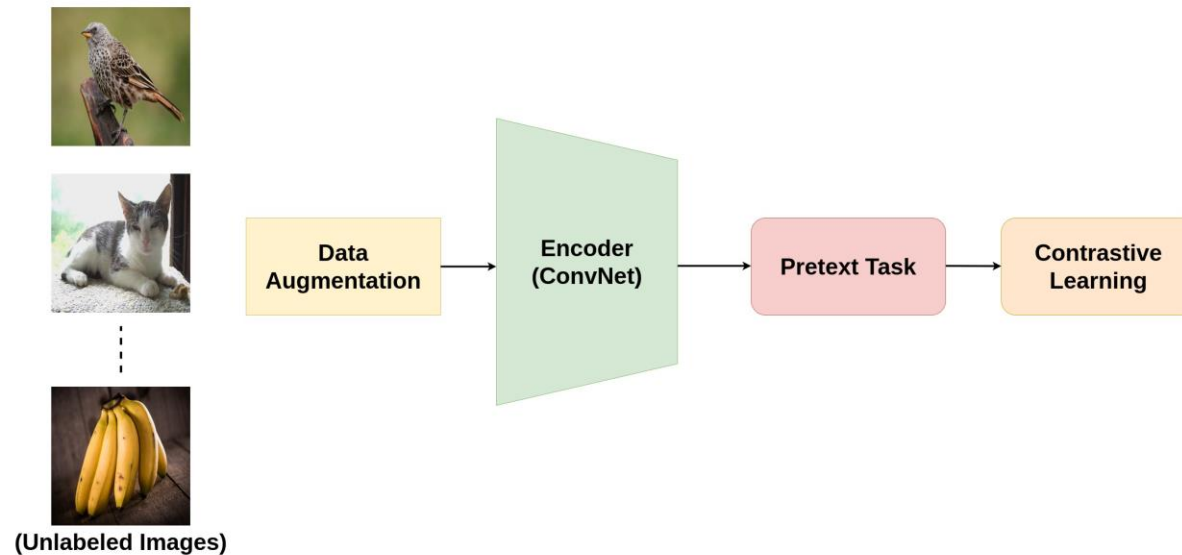 Data
Augmentation
Encoder
(ConvNet)
Pretext Task
Contrastive
Learning
(Unlabeled Images)